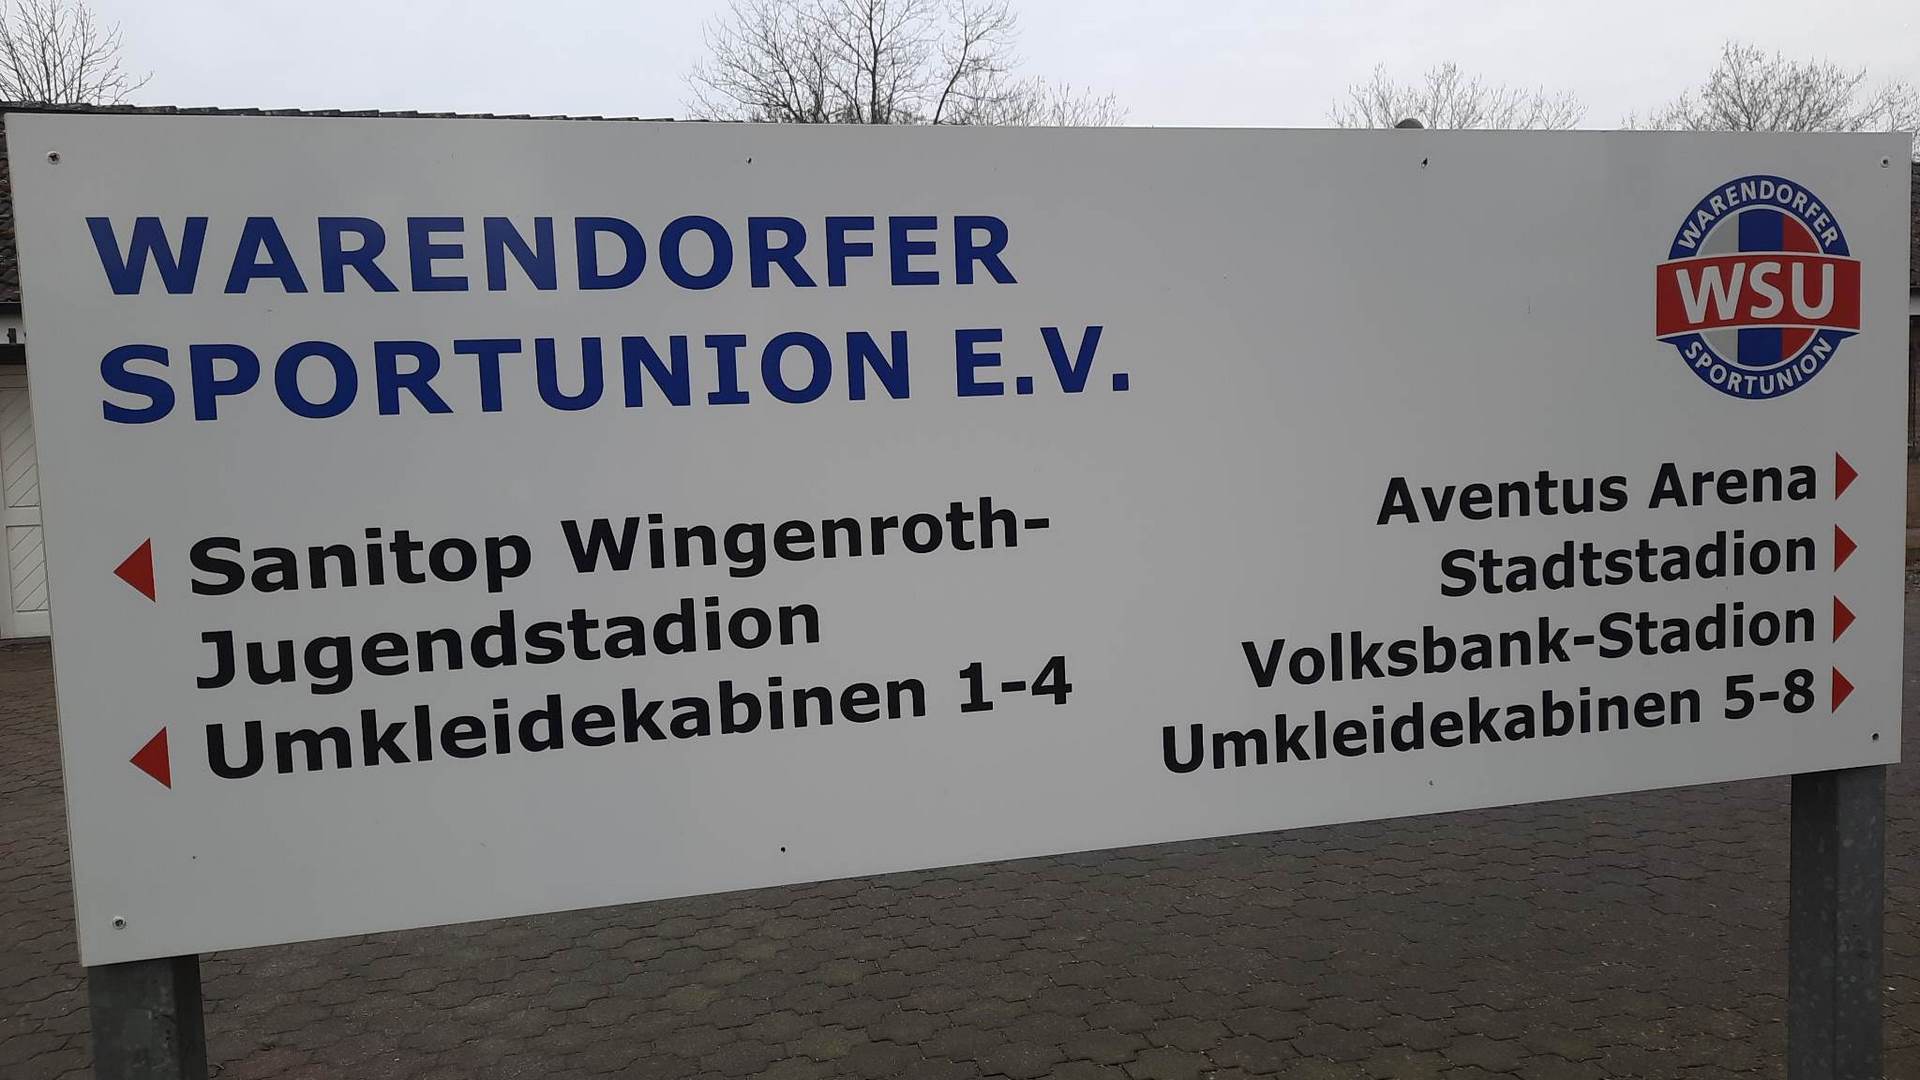 WARENDORFER
SPORTUNION E.V.
WARENDORFER
WSU
SPORTUNION
Sanitop Wingenroth-
Jugendstadion
Umkleidekabinen 1-4
Aventus Arena
Stadtstadion
Volksbank-Stadion
Umkleidekabinen 5-8